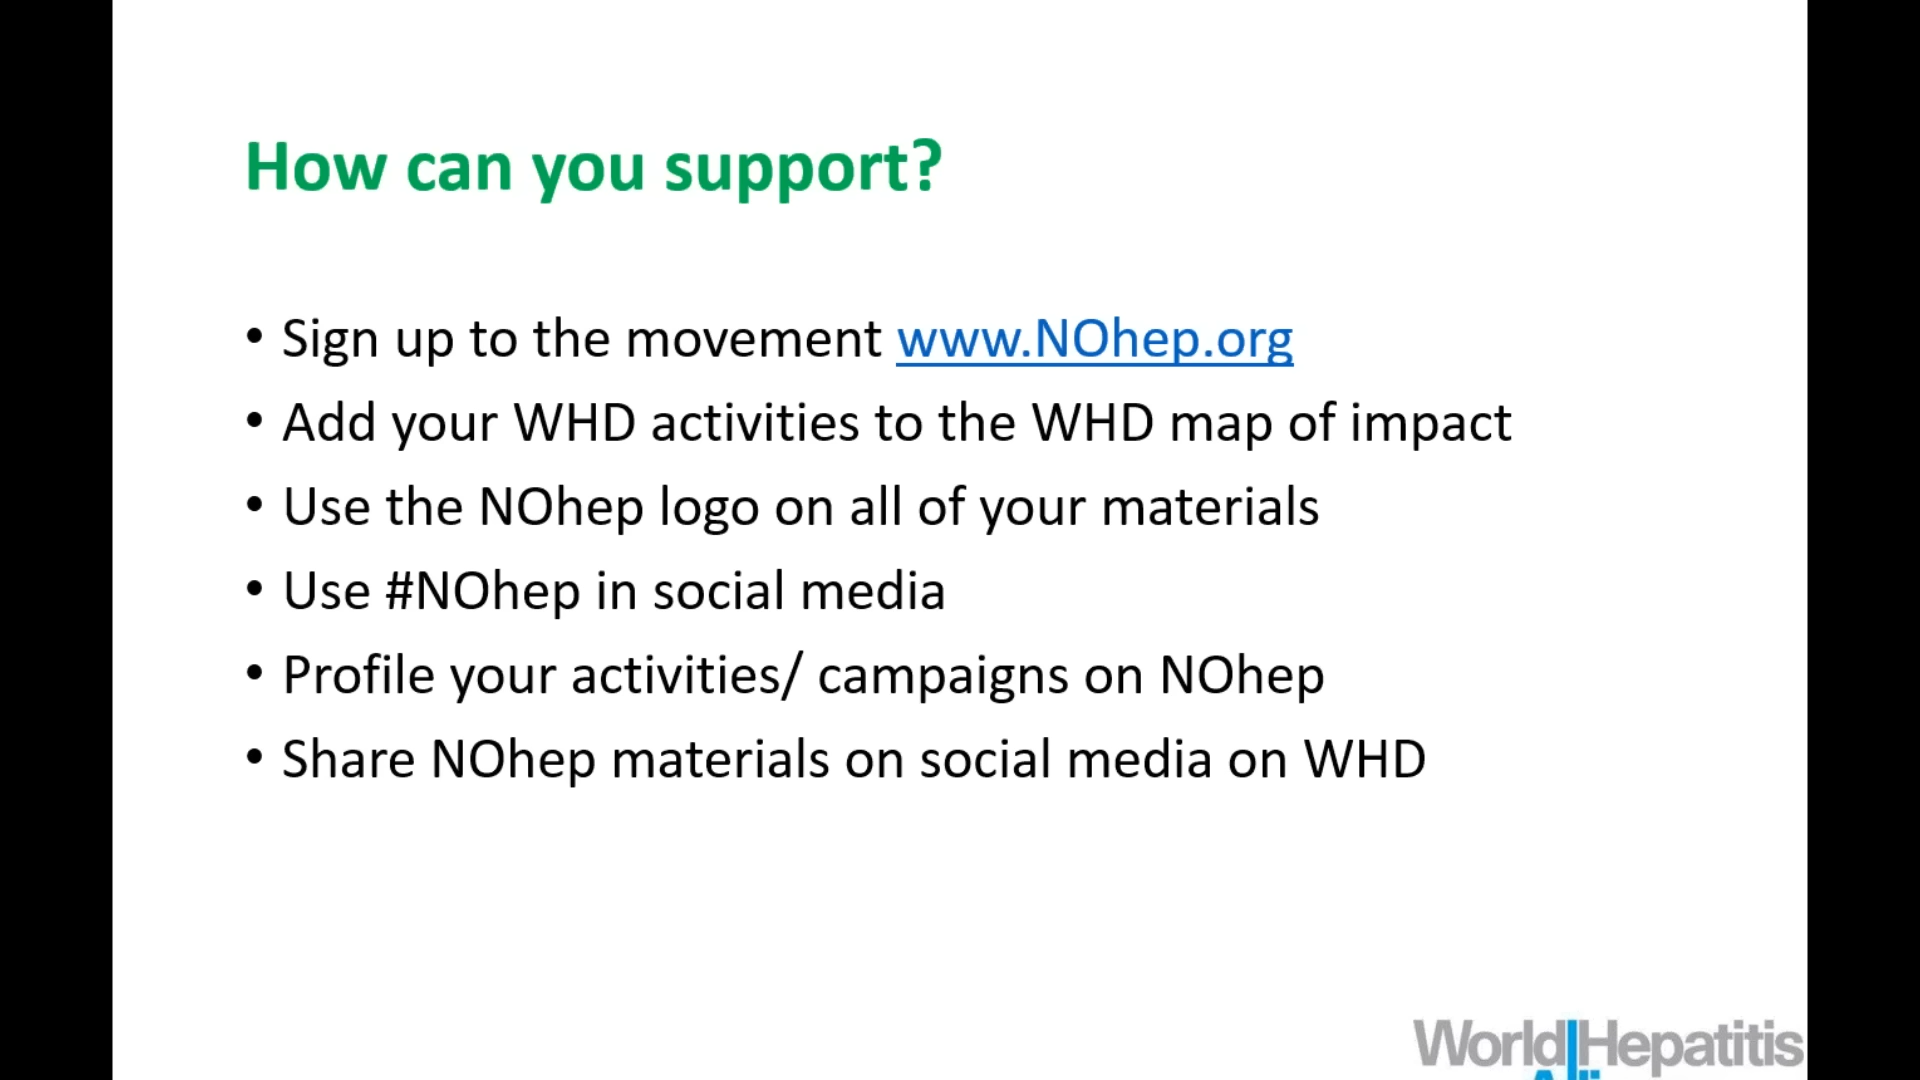 How can you support?
• Sign up to the movement www.NOhep.org
• Add your WHD activities to the WHD map of impact
• Use the NOhep logo on all of your materials
• Use #NOhep in social media
• Profile your activities/ campaigns on NOhep
• Share NOhep materials on social media on WHD
World Hepatitis